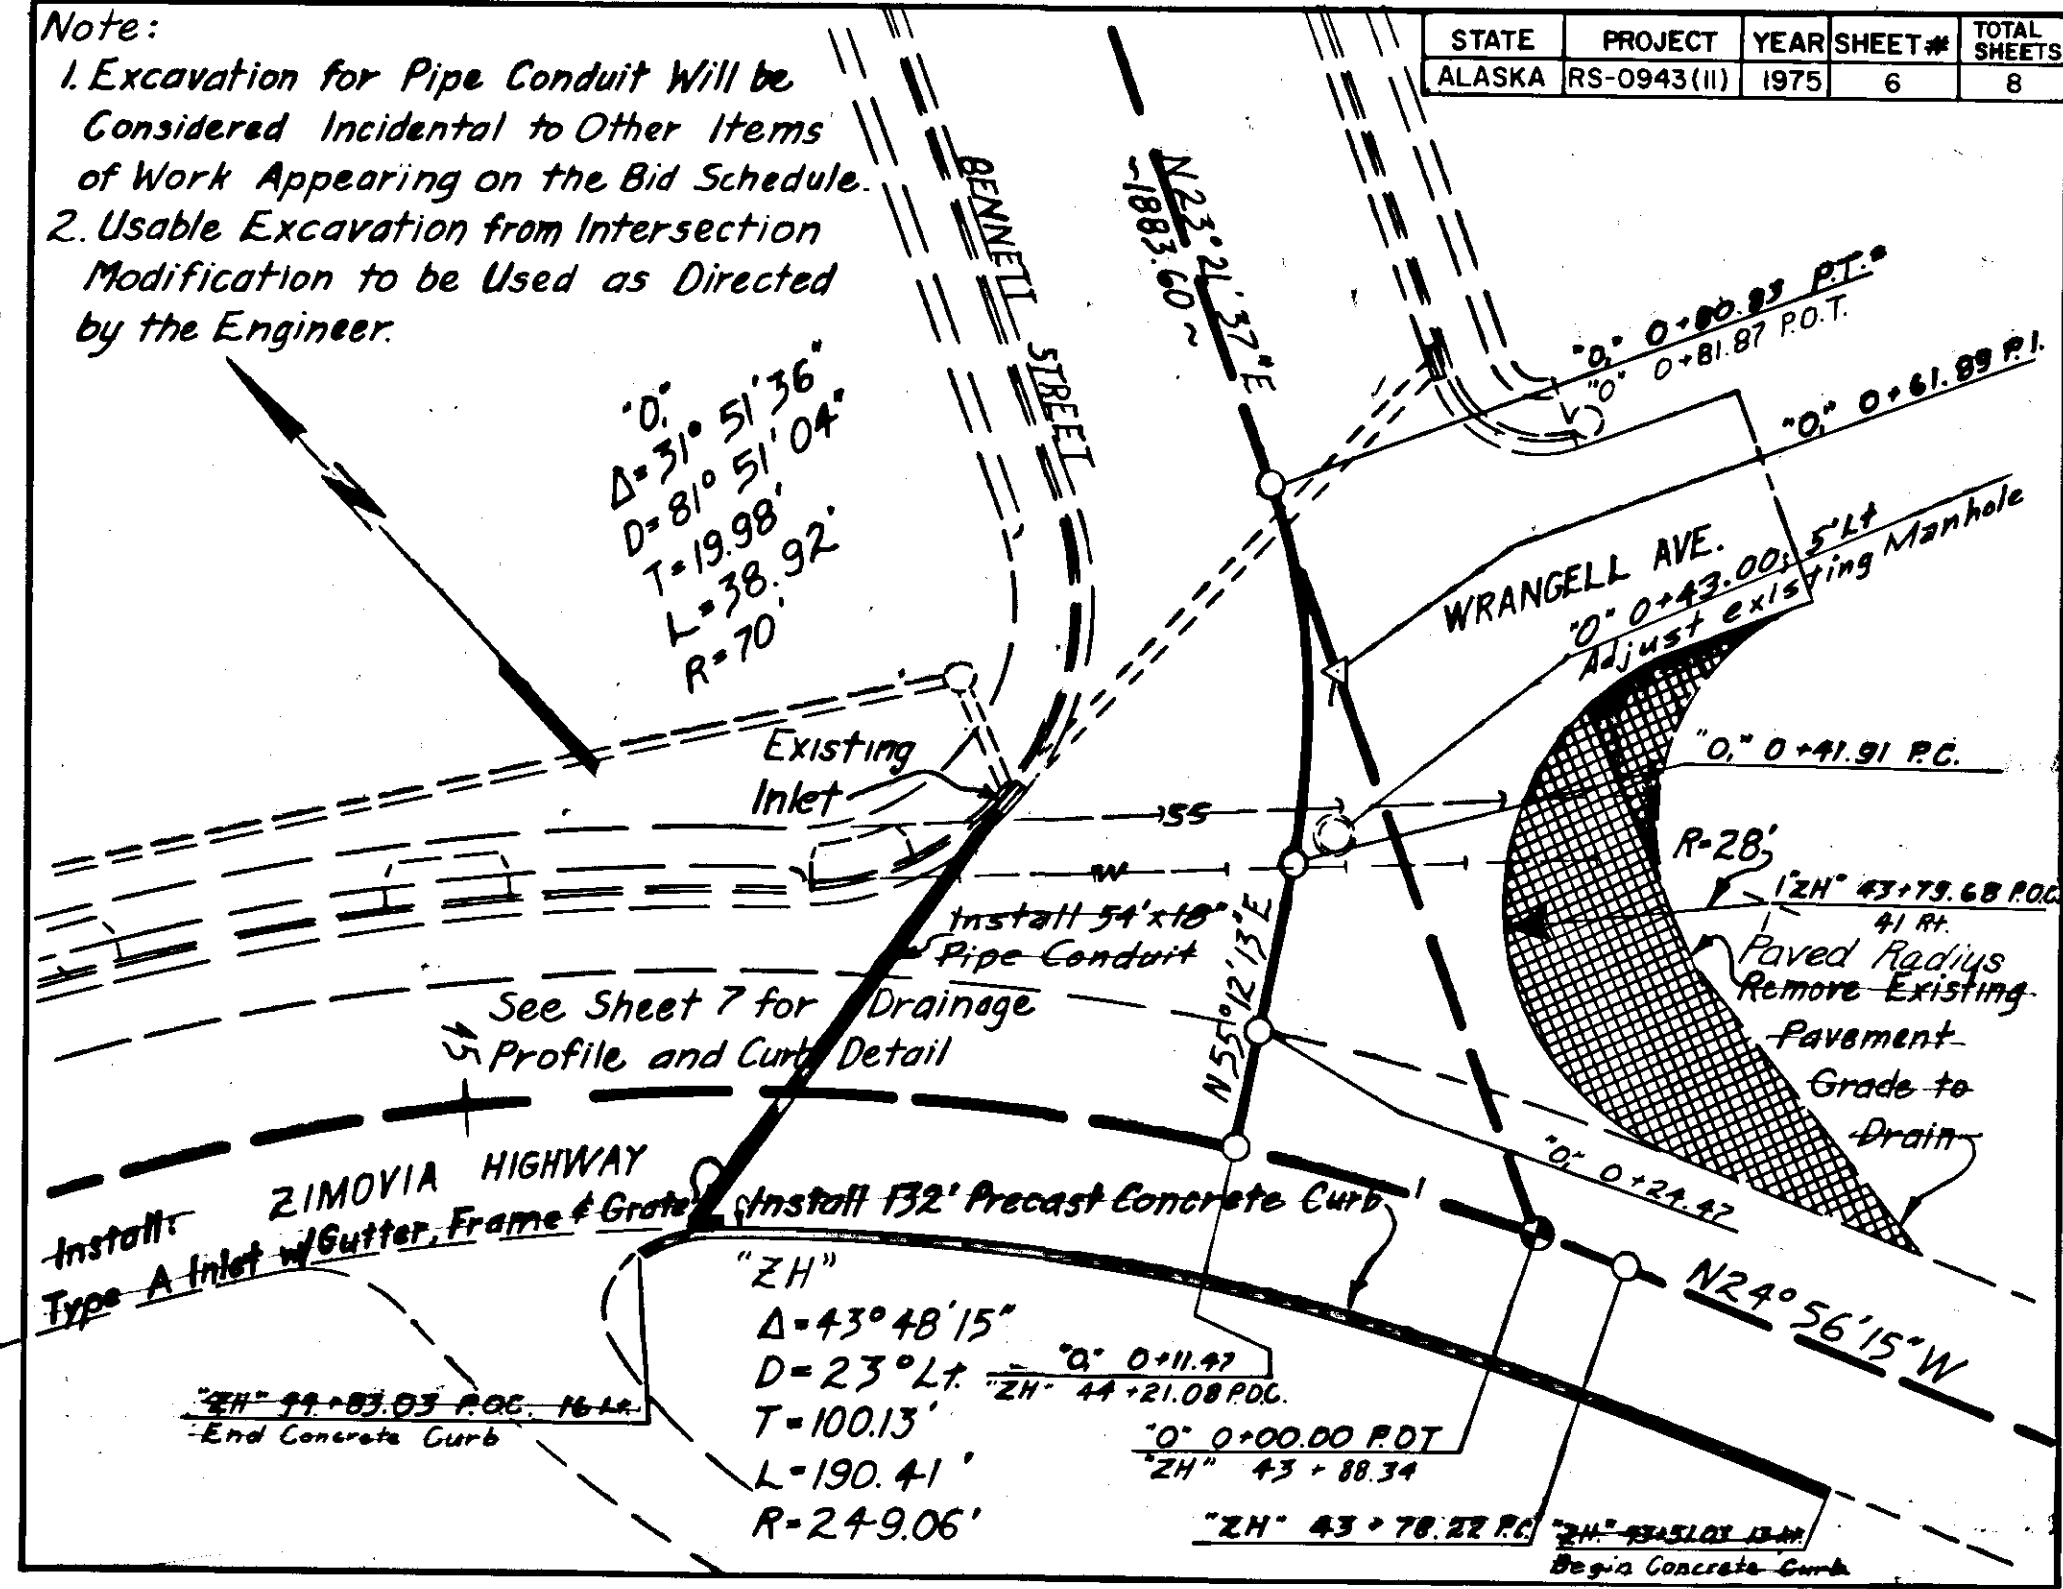 Note:
1. Excavation for Pipe Conduit Will be
Considered Incidental to Other Items
of Work Appearing on the Bid Schedule.
2. Usable Excavation from Intersection
Modification to be Used as Directed
by the Engineer.
STATE PROJECT YEAR SHEET# TOTAL SHEETS
ALASKA RS-0943(11) 1975 6 8
BENNETT STREET
N 23° 21' 37" E
~1883.60~
"O," 0+80.83 P.T.=
"O" 0+81.87 P.O.T.
"O," 0+61.89 P.I.
"O,"
Δ=31° 51' 36"
D=81° 51' 04"
T=19.98'
L=38.92'
R=70'
WRANGELL AVE.
"O" 0+43.00; 5' Lt
Adjust existing Manhole
"O," 0+41.91 P.C.
Existing
Inlet
SS
W
R=28'
"ZH" 43+79.68 P.O.C.
41 Rt.
Paved Radius
Remove Existing
Pavement
Grade to
Drain
Install 54'x18"
Pipe Conduit
N55°12'13"E
See Sheet 7 for Drainage
Profile and Curb Detail
45
"O," 0+24.47
ZIMOVIA HIGHWAY
Install:
Type A Inlet w/Gutter, Frame & Grate
Install 132' Precast Concrete Curb
N24°56'15"W
"ZH"
Δ=43°48'15"
D=23° Lt.
T=100.13'
L=190.41'
R=249.06'
"O," 0+11.47
"ZH" 44+21.08 P.O.C.
"ZH" 44+83.03 P.O.C. 16 Lt.
End Concrete Curb
"O" 0+00.00 P.O.T
"ZH" 43+88.34
"ZH" 43+78.22 P.C.
"ZH" 43+51.03
Begin Concrete Curb